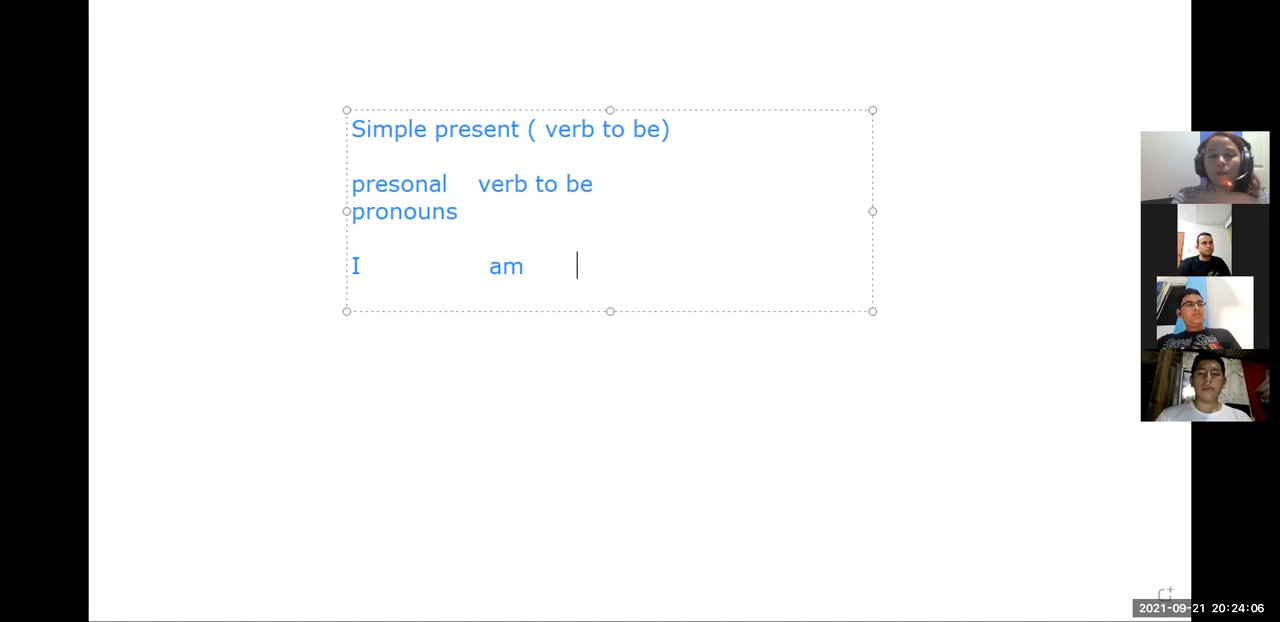 Simple present ( verb to be)
presonal verb to be
pronouns
I am
2021-09-21 20:24:06